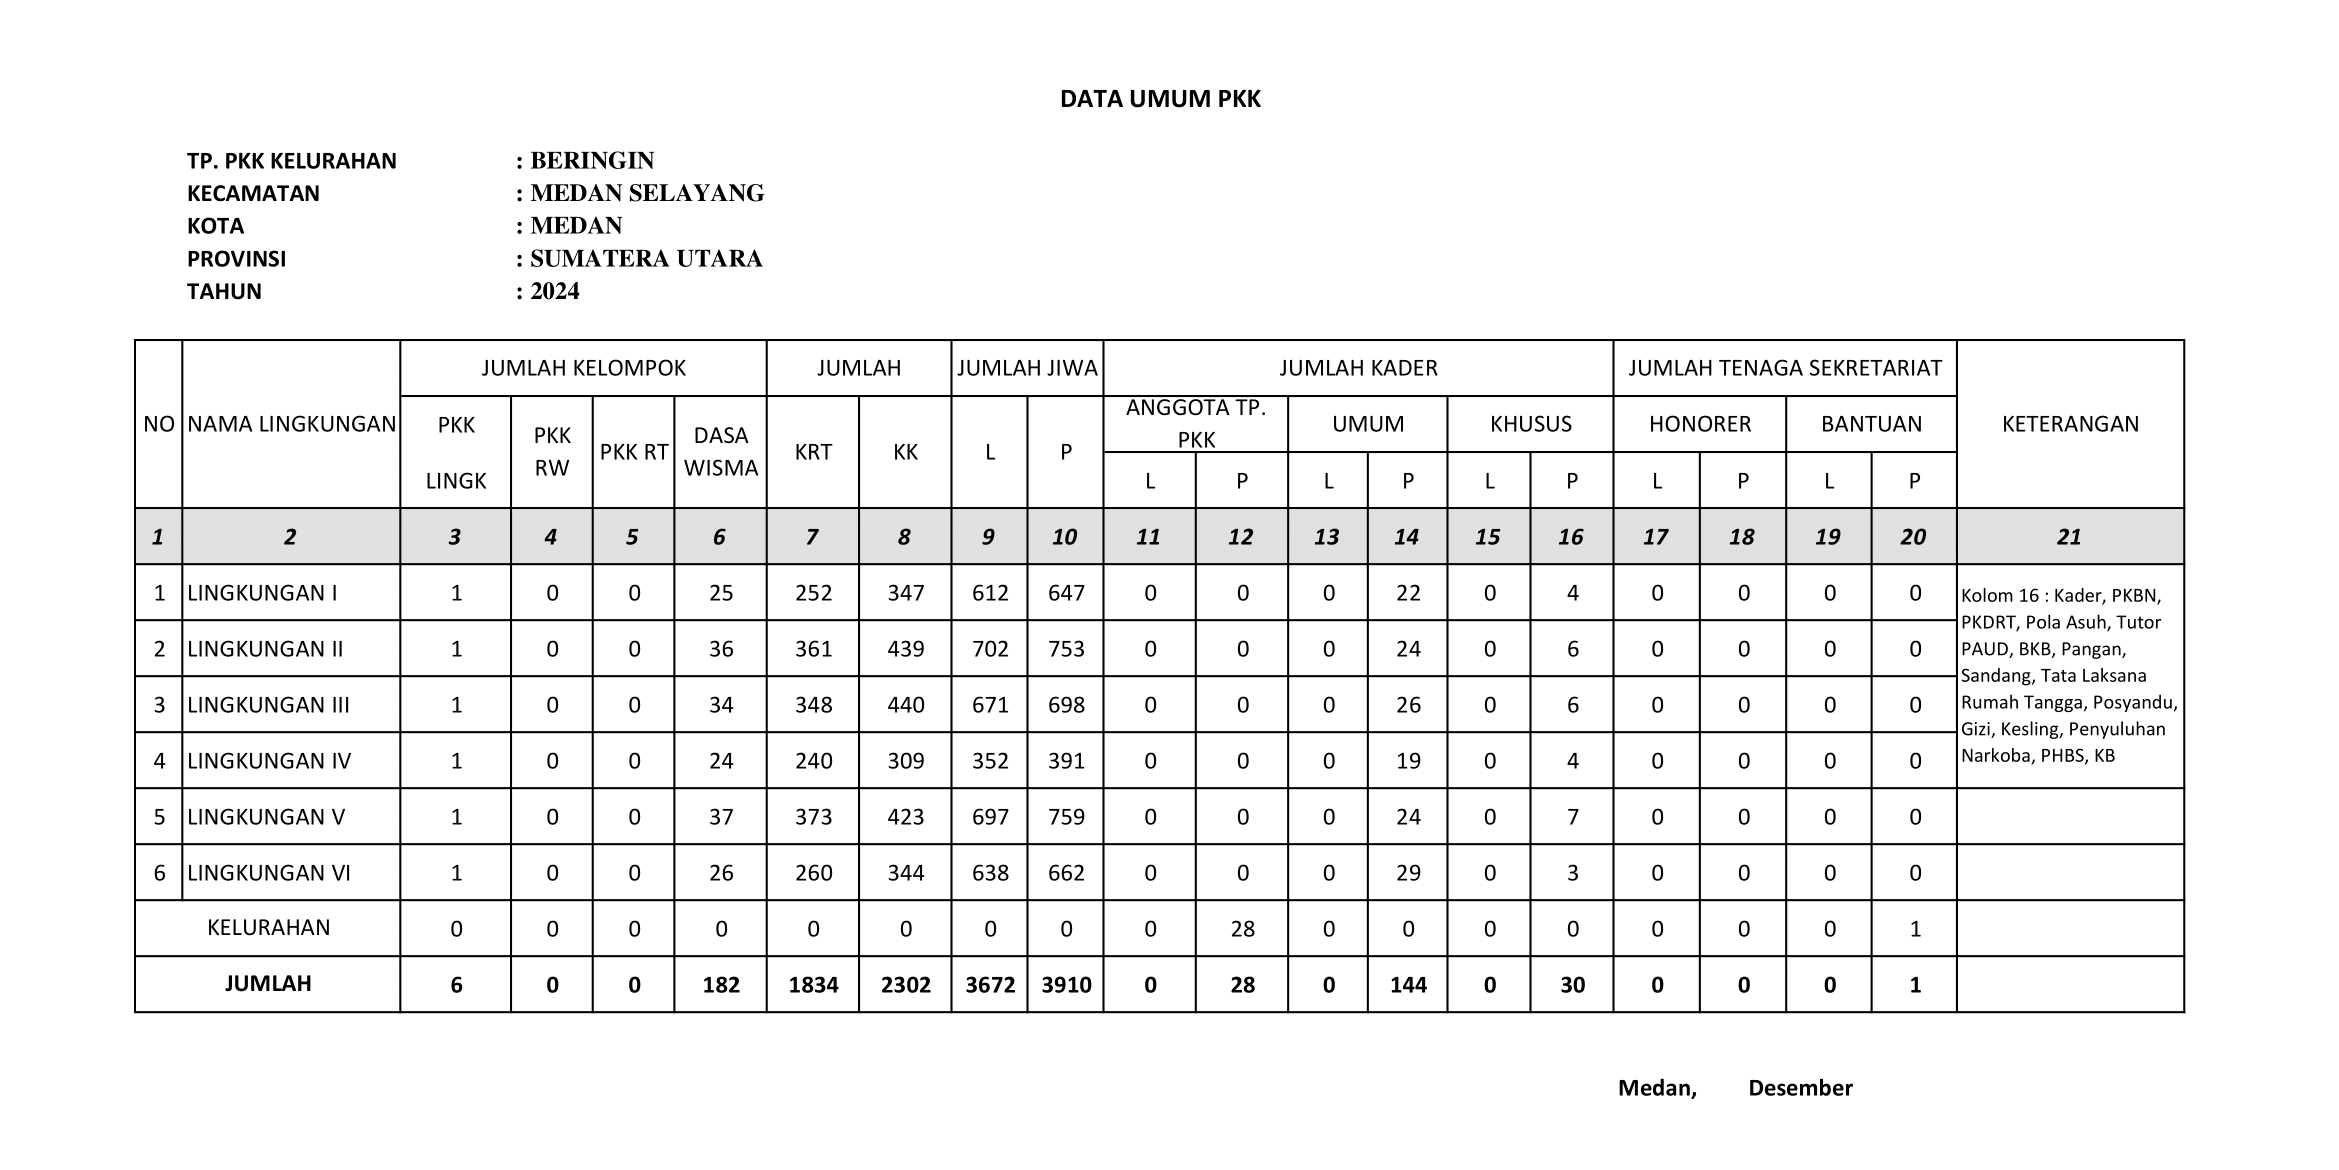 DATA UMUM PKK
TP. PKK KELURAHAN : BERINGIN
KECAMATAN : MEDAN SELAYANG
KOTA : MEDAN
PROVINSI : SUMATERA UTARA
TAHUN : 2024
NO NAMA LINGKUNGAN JUMLAH KELOMPOK JUMLAH JUMLAH JIWA JUMLAH KADER JUMLAH TENAGA SEKRETARIAT KETERANGAN
PKK LINGK PKK RW PKK RT DASA WISMA KRT KK L P ANGGOTA TP. PKK UMUM KHUSUS HONORER BANTUAN
L P L P L P L P L P
1 2 3 4 5 6 7 8 9 10 11 12 13 14 15 16 17 18 19 20 21
1 LINGKUNGAN I 1 0 0 25 252 347 612 647 0 0 0 22 0 4 0 0 0 0
2 LINGKUNGAN II 1 0 0 36 361 439 702 753 0 0 0 24 0 6 0 0 0 0
3 LINGKUNGAN III 1 0 0 34 348 440 671 698 0 0 0 26 0 6 0 0 0 0
4 LINGKUNGAN IV 1 0 0 24 240 309 352 391 0 0 0 19 0 4 0 0 0 0
Kolom 16 : Kader, PKBN,
PKDRT, Pola Asuh, Tutor
PAUD, BKB, Pangan,
Sandang, Tata Laksana
Rumah Tangga, Posyandu,
Gizi, Kesling, Penyuluhan
Narkoba, PHBS, KB
5 LINGKUNGAN V 1 0 0 37 373 423 697 759 0 0 0 24 0 7 0 0 0 0
6 LINGKUNGAN VI 1 0 0 26 260 344 638 662 0 0 0 29 0 3 0 0 0 0
KELURAHAN 0 0 0 0 0 0 0 0 0 28 0 0 0 0 0 0 0 1
JUMLAH 6 0 0 182 1834 2302 3672 3910 0 28 0 144 0 30 0 0 0 1
Medan, Desember